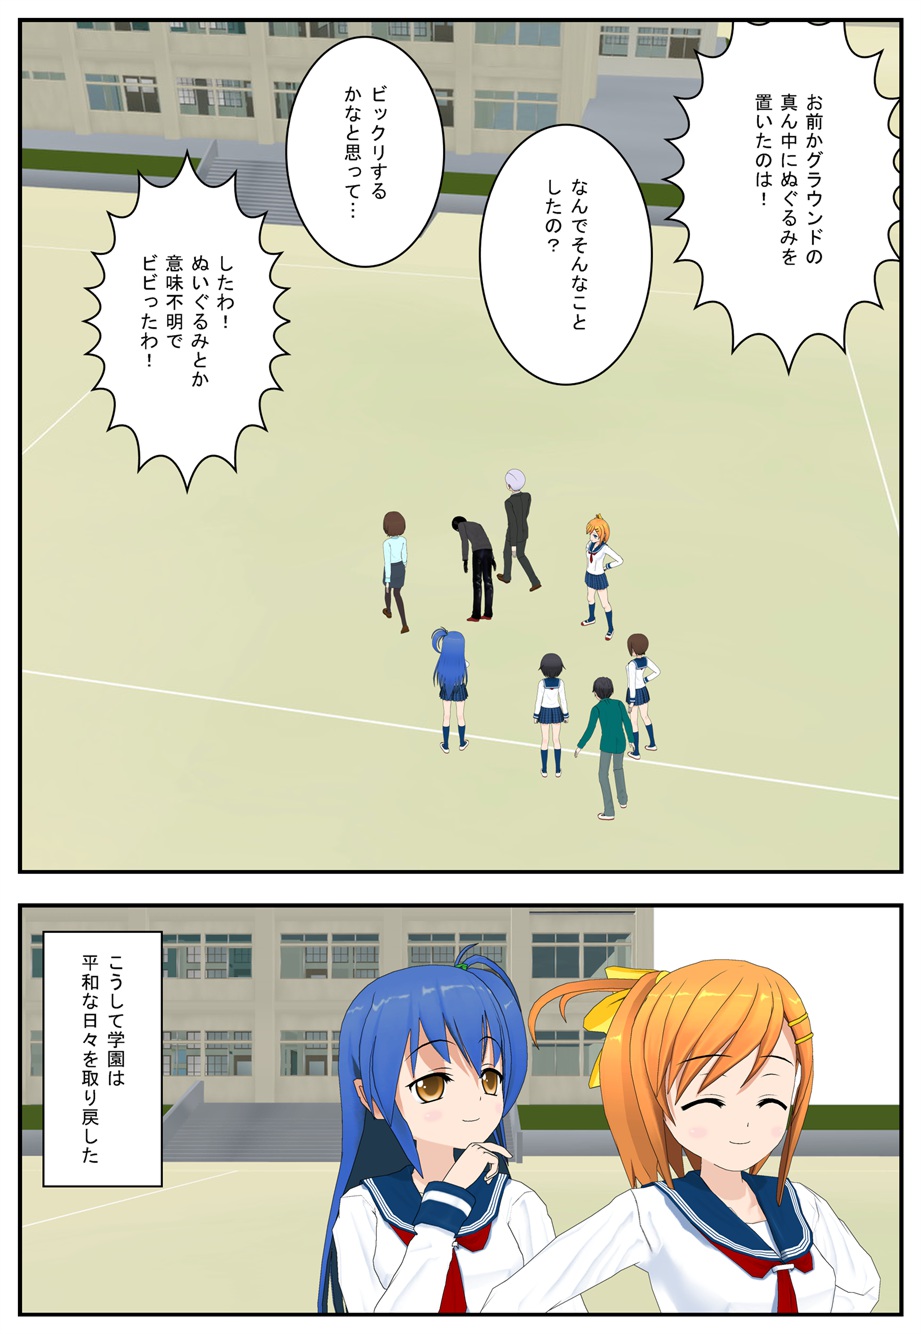 お前かグラウンドの
真ん中にぬぐるみを
置いたのは！
なんでそんなこと
したの？
ビックリする
かなと思って…
したわ！
ぬいぐるみとか
意味不明で
ビビったわ！
こうして学園は
平和な日々を取り戻した